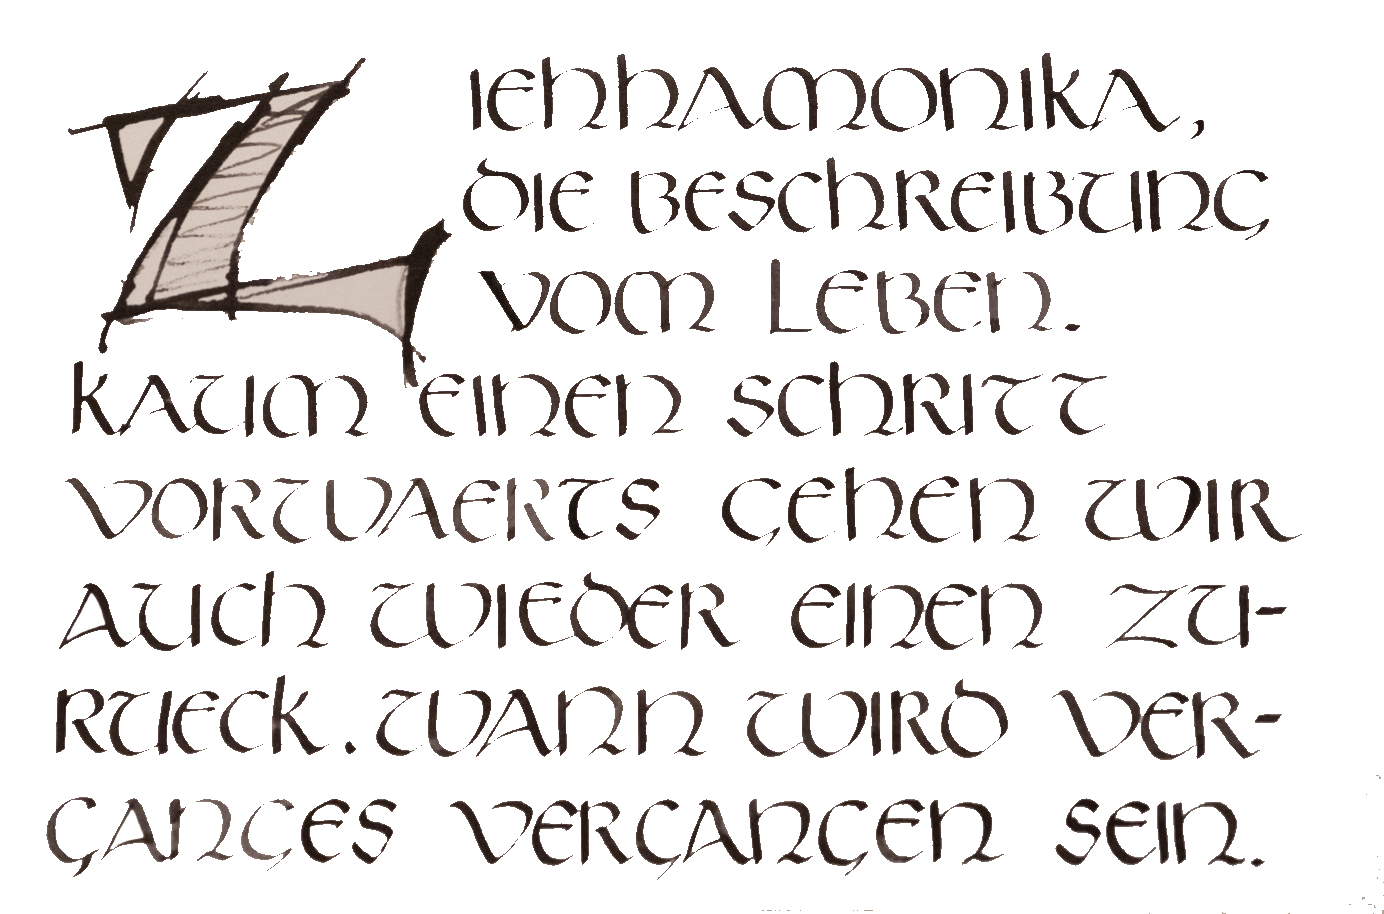 ZIEHHAMONIKA,
DIE BESCHREIBUNG
VOM LEBEN.
KAUM EINEN SCHRITT
VORWAERTS GEHEN WIR
AUCH WIEDER EINEN ZU-
RUECK. WANN WIRD VER-
GANGES VERGANGEN SEIN.